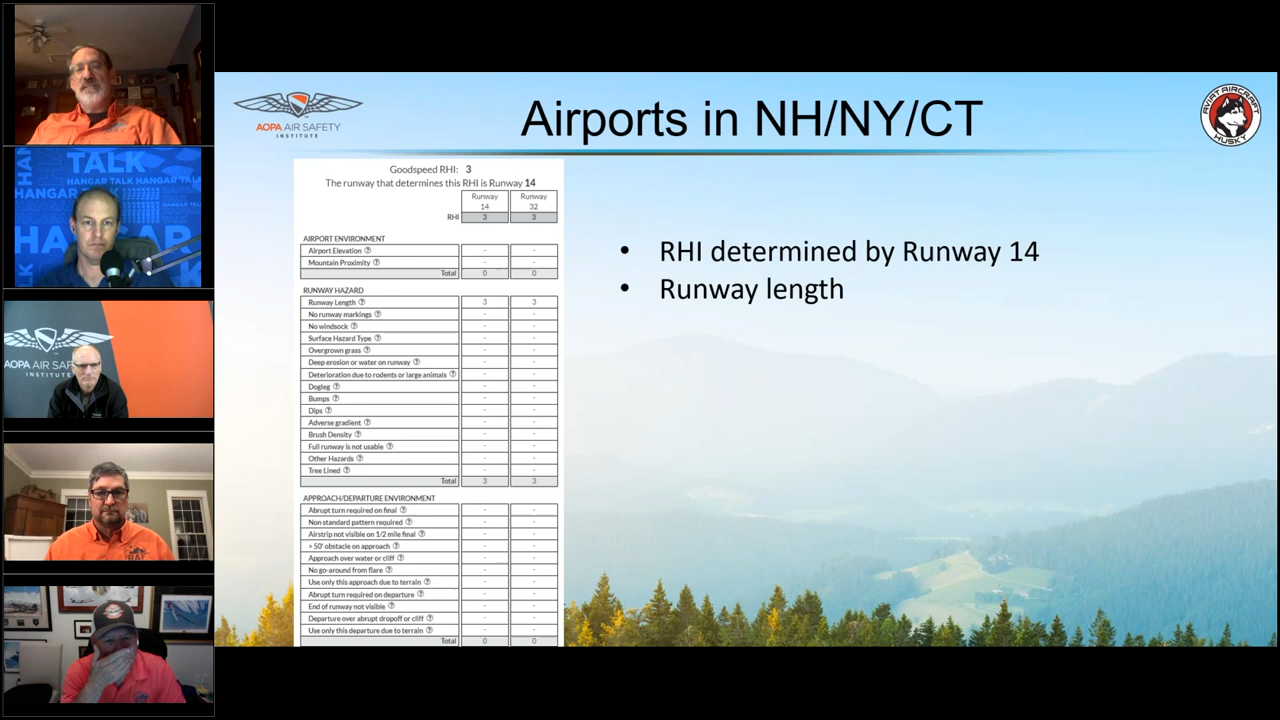 TALK
HANGAR TALK
HANGAR TALK
HANGAR TALK
AOPA AIR SAFETY
INSTITUTE
RAF
AOPA AIR SAFETY
INSTITUTE
Airports in NH/NY/CT
AVIAT AIRCRAFT
HUSKY
Goodspeed RHI: 3
The runway that determines this RHI is Runway 14
Runway 14 Runway 32
RHI 3 3
AIRPORT ENVIRONMENT
Airport Elevation ? - -
Mountain Proximity ? - -
Total 0 0
RUNWAY HAZARD
Runway Length ? 3 3
No runway markings ? - -
No windsock ? - -
Surface Hazard Type ? - -
Overgrown grass ? - -
Deep erosion or water on runway ? - -
Deterioration due to rodents or large animals ? - -
Dogleg ? - -
Bumps ? - -
Dips ? - -
Adverse gradient ? - -
Brush Density ? - -
Full runway is not usable ? - -
Other Hazards ? - -
Tree Lined ? - -
Total 3 3
APPROACH/DEPARTURE ENVIRONMENT
Abrupt turn required on final ? - -
Non standard pattern required ? - -
Airstrip not visible on 1/2 mile final ? - -
> 50' obstacle on approach ? - -
Approach over water or cliff ? - -
No go-around from flare ? - -
Use only this approach due to terrain ? - -
Abrupt turn required on departure ? - -
End of runway not visible ? - -
Departure over abrupt dropoff or cliff ? - -
Use only this departure due to terrain ? - -
Total 0 0
• RHI determined by Runway 14
• Runway length